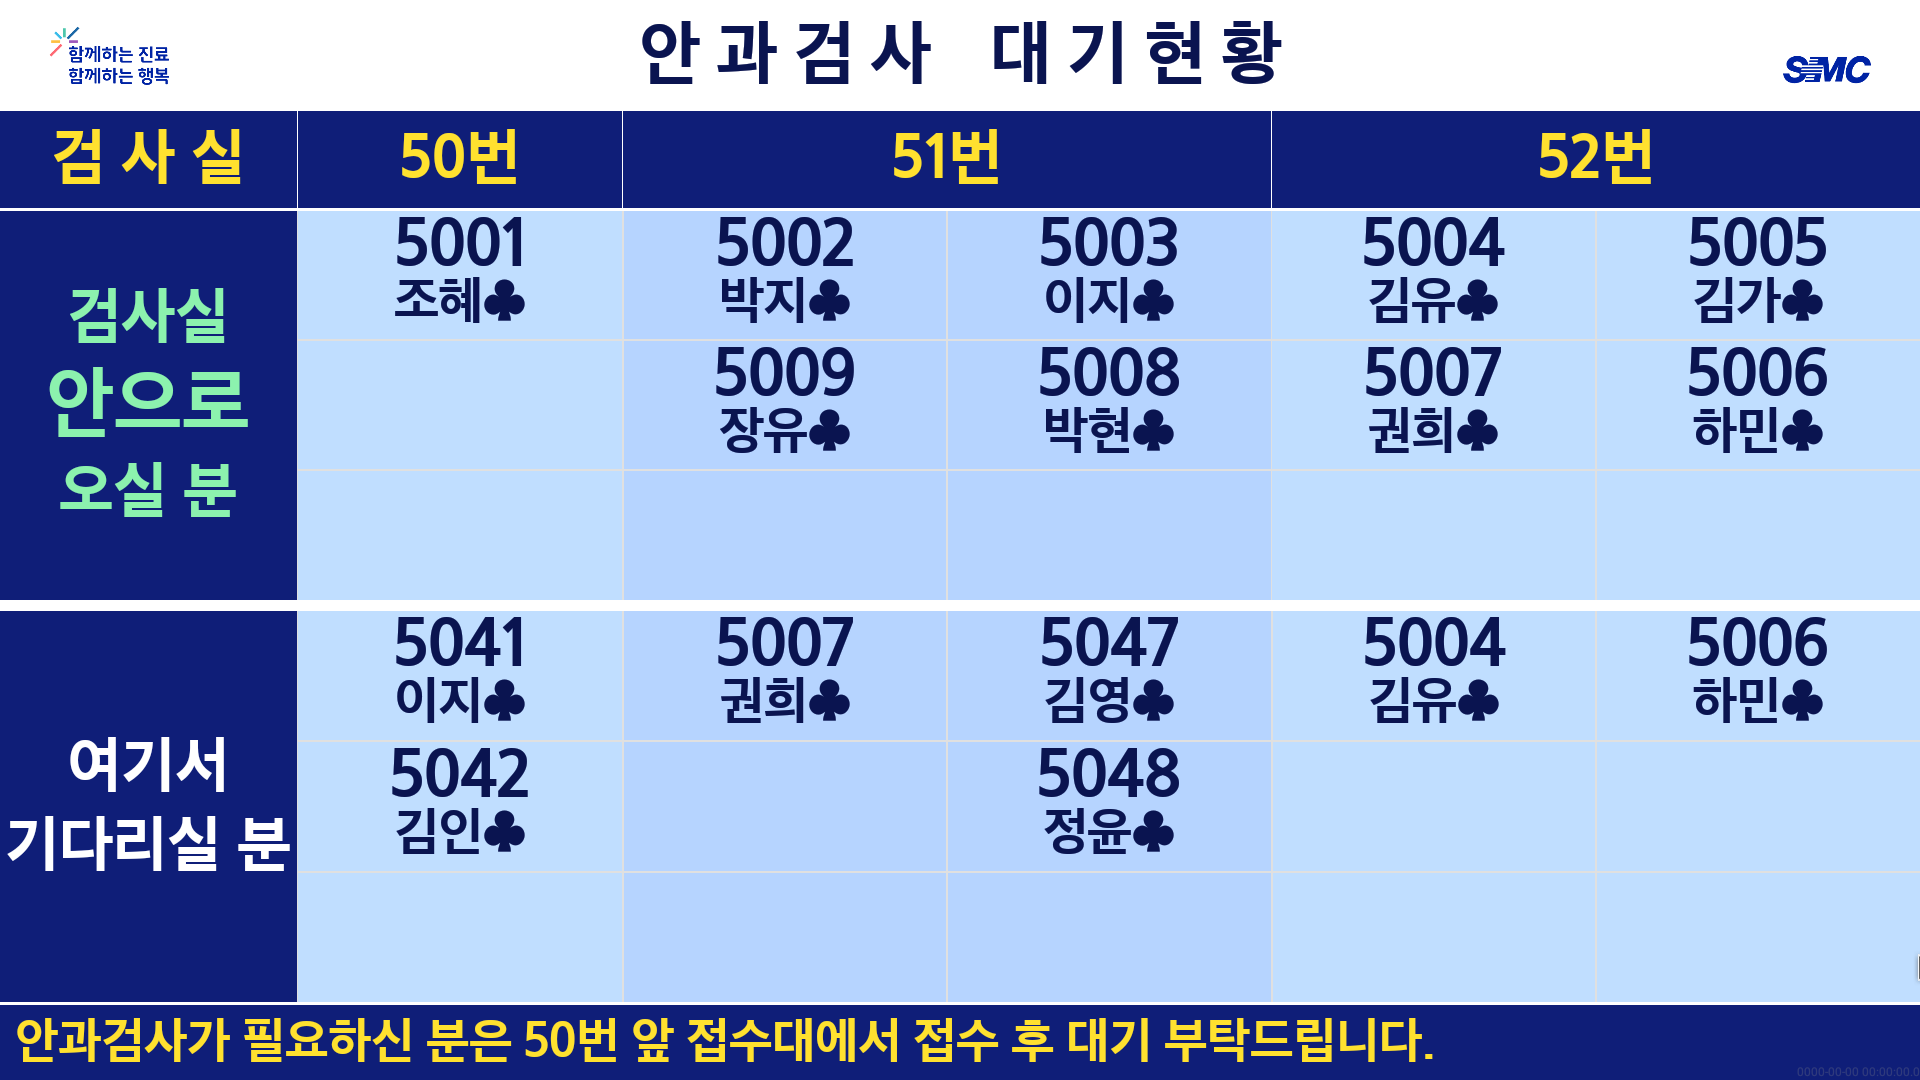 함께하는 진료
함께하는 행복
안과검사 대기현황
SMC
검사실 50번 51번 52번
검사실
안으로
오실 분
5001 5002 5003 5004 5005
조혜♣ 박지♣ 이지♣ 김유♣ 김가♣
5009 5008 5007 5006
장유♣ 박현♣ 권희♣ 하민♣
여기서
기다리실 분
5041 5007 5047 5004 5006
이지♣ 권희♣ 김영♣ 김유♣ 하민♣
5042 5048
김인♣ 정윤♣
안과검사가 필요하신 분은 50번 앞 접수대에서 접수 후 대기 부탁드립니다.
0000-00-00 00:00:00.0